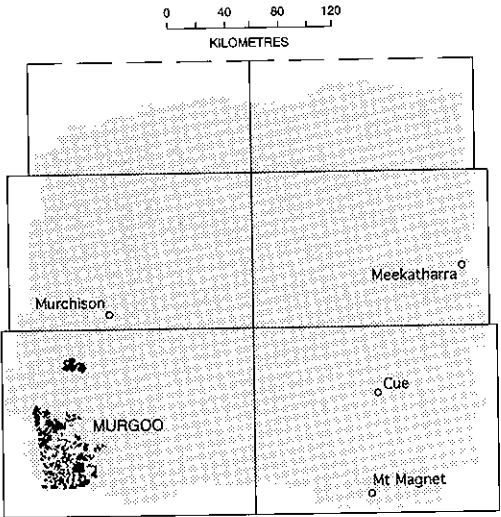 0 40 80 120
KILOMETRES
Meekatharra
Murchison
Cue
MURGOO
Mt Magnet